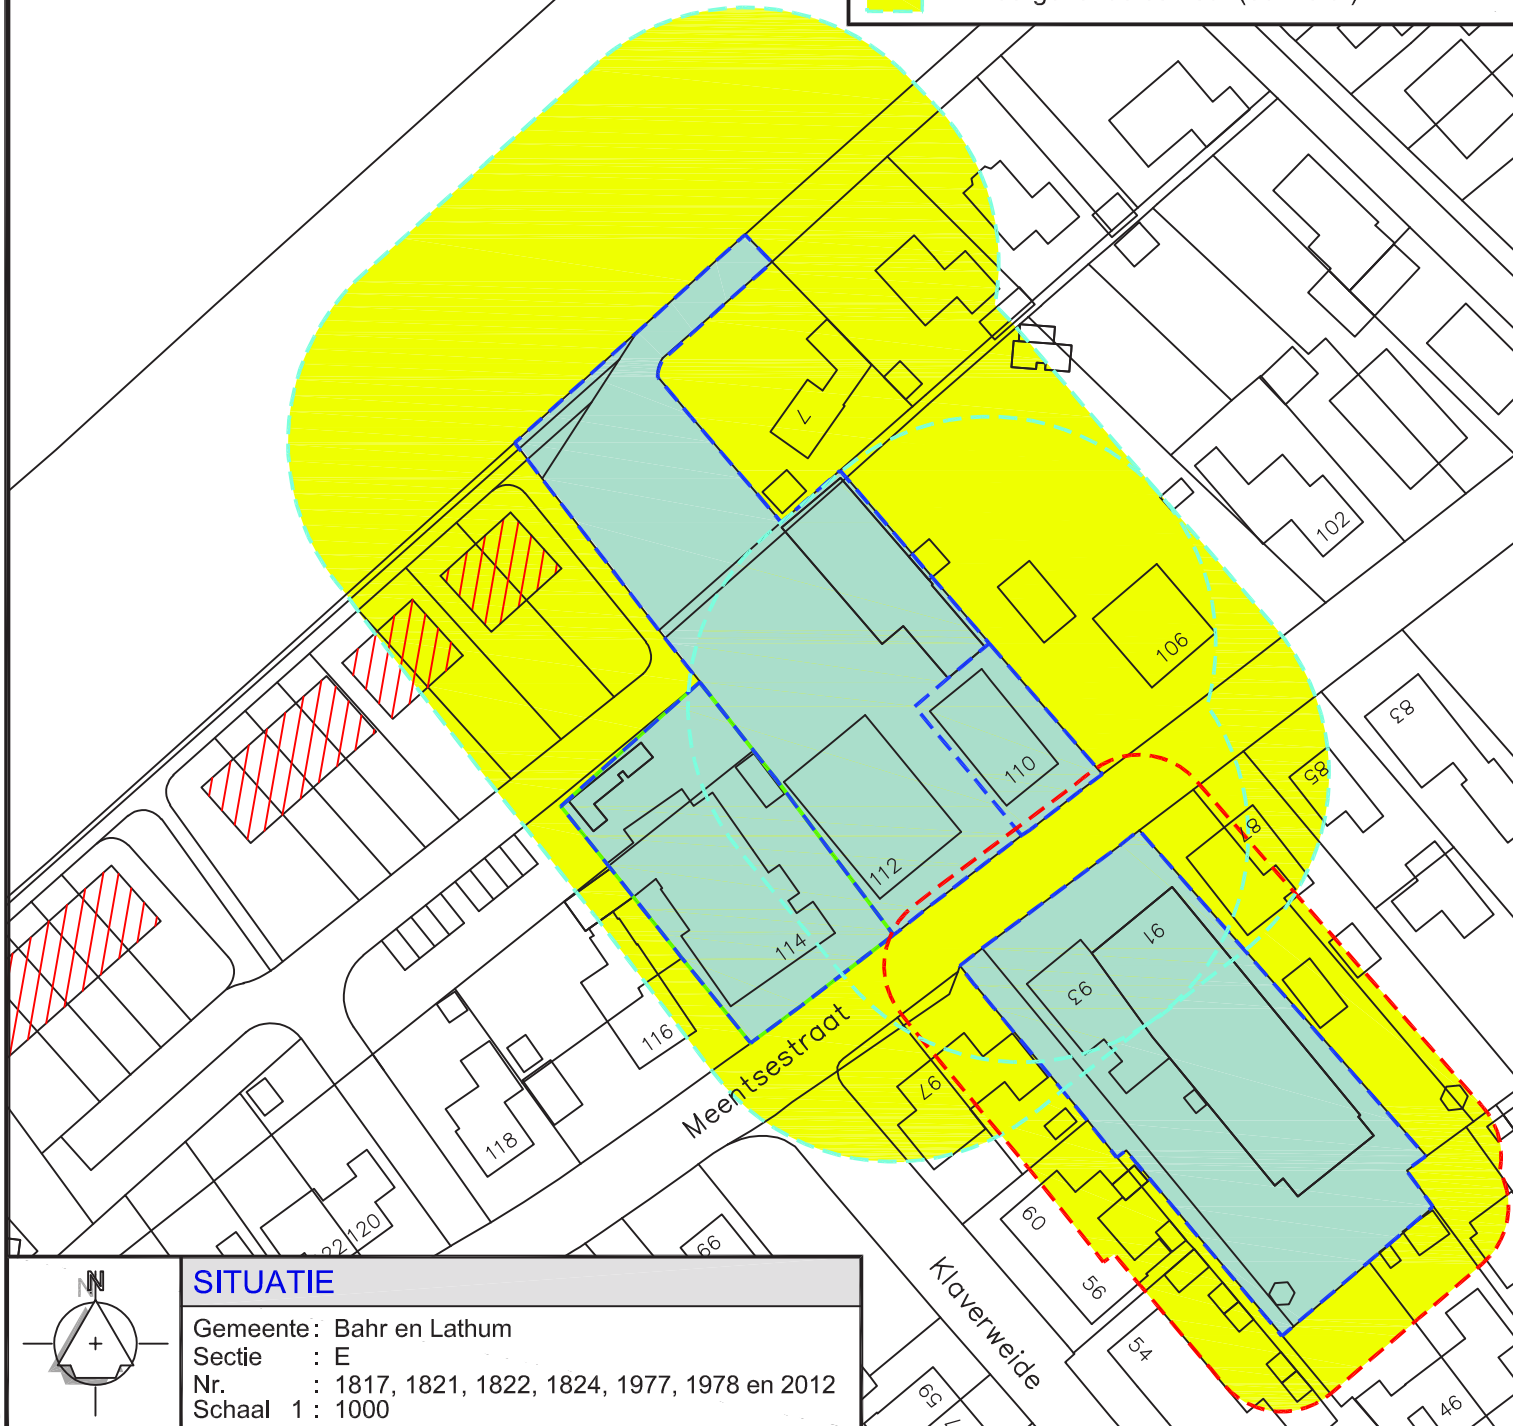 7
102
106
83
85
87
110
112
91
114
93
Meentsestraat
116
97
118
60
120
66
56
Klaverweide
54
59
46
N
SITUATIE
Gemeente : Bahr en Lathum
Sectie : E
Nr. : 1817, 1821, 1822, 1824, 1977, 1978 en 2012
Schaal 1 : 1000